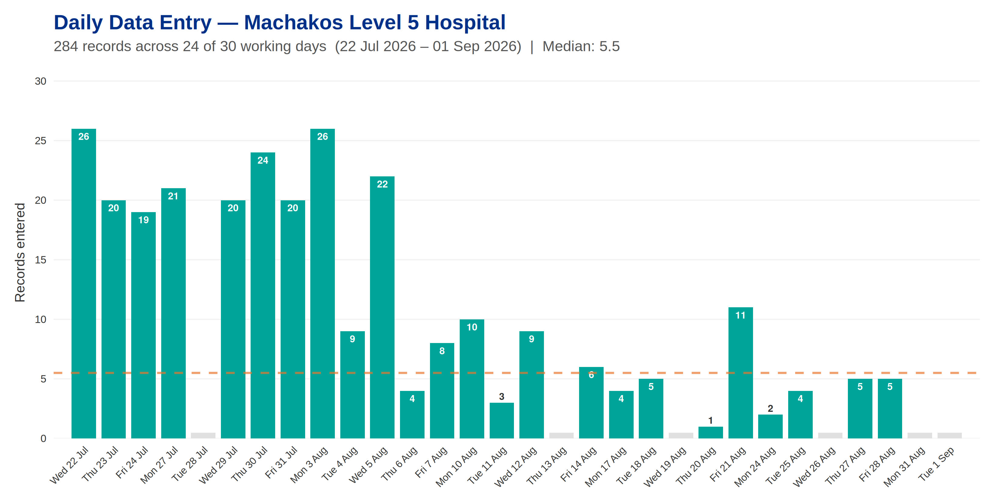 Daily Data Entry — Machakos Level 5 Hospital
284 records across 24 of 30 working days  (22 Jul 2026 – 01 Sep 2026)  |  Median: 5.5
Records entered
30
25
20
15
10
5
0
26
20
19
21
20
24
20
26
9
22
4
8
10
3
9
6
4
5
1
11
2
4
5
5
Wed 22 Jul
Thu 23 Jul
Fri 24 Jul
Mon 27 Jul
Tue 28 Jul
Wed 29 Jul
Thu 30 Jul
Fri 31 Jul
Mon 3 Aug
Tue 4 Aug
Wed 5 Aug
Thu 6 Aug
Fri 7 Aug
Mon 10 Aug
Tue 11 Aug
Wed 12 Aug
Thu 13 Aug
Fri 14 Aug
Mon 17 Aug
Tue 18 Aug
Wed 19 Aug
Thu 20 Aug
Fri 21 Aug
Mon 24 Aug
Tue 25 Aug
Wed 26 Aug
Thu 27 Aug
Fri 28 Aug
Mon 31 Aug
Tue 1 Sep